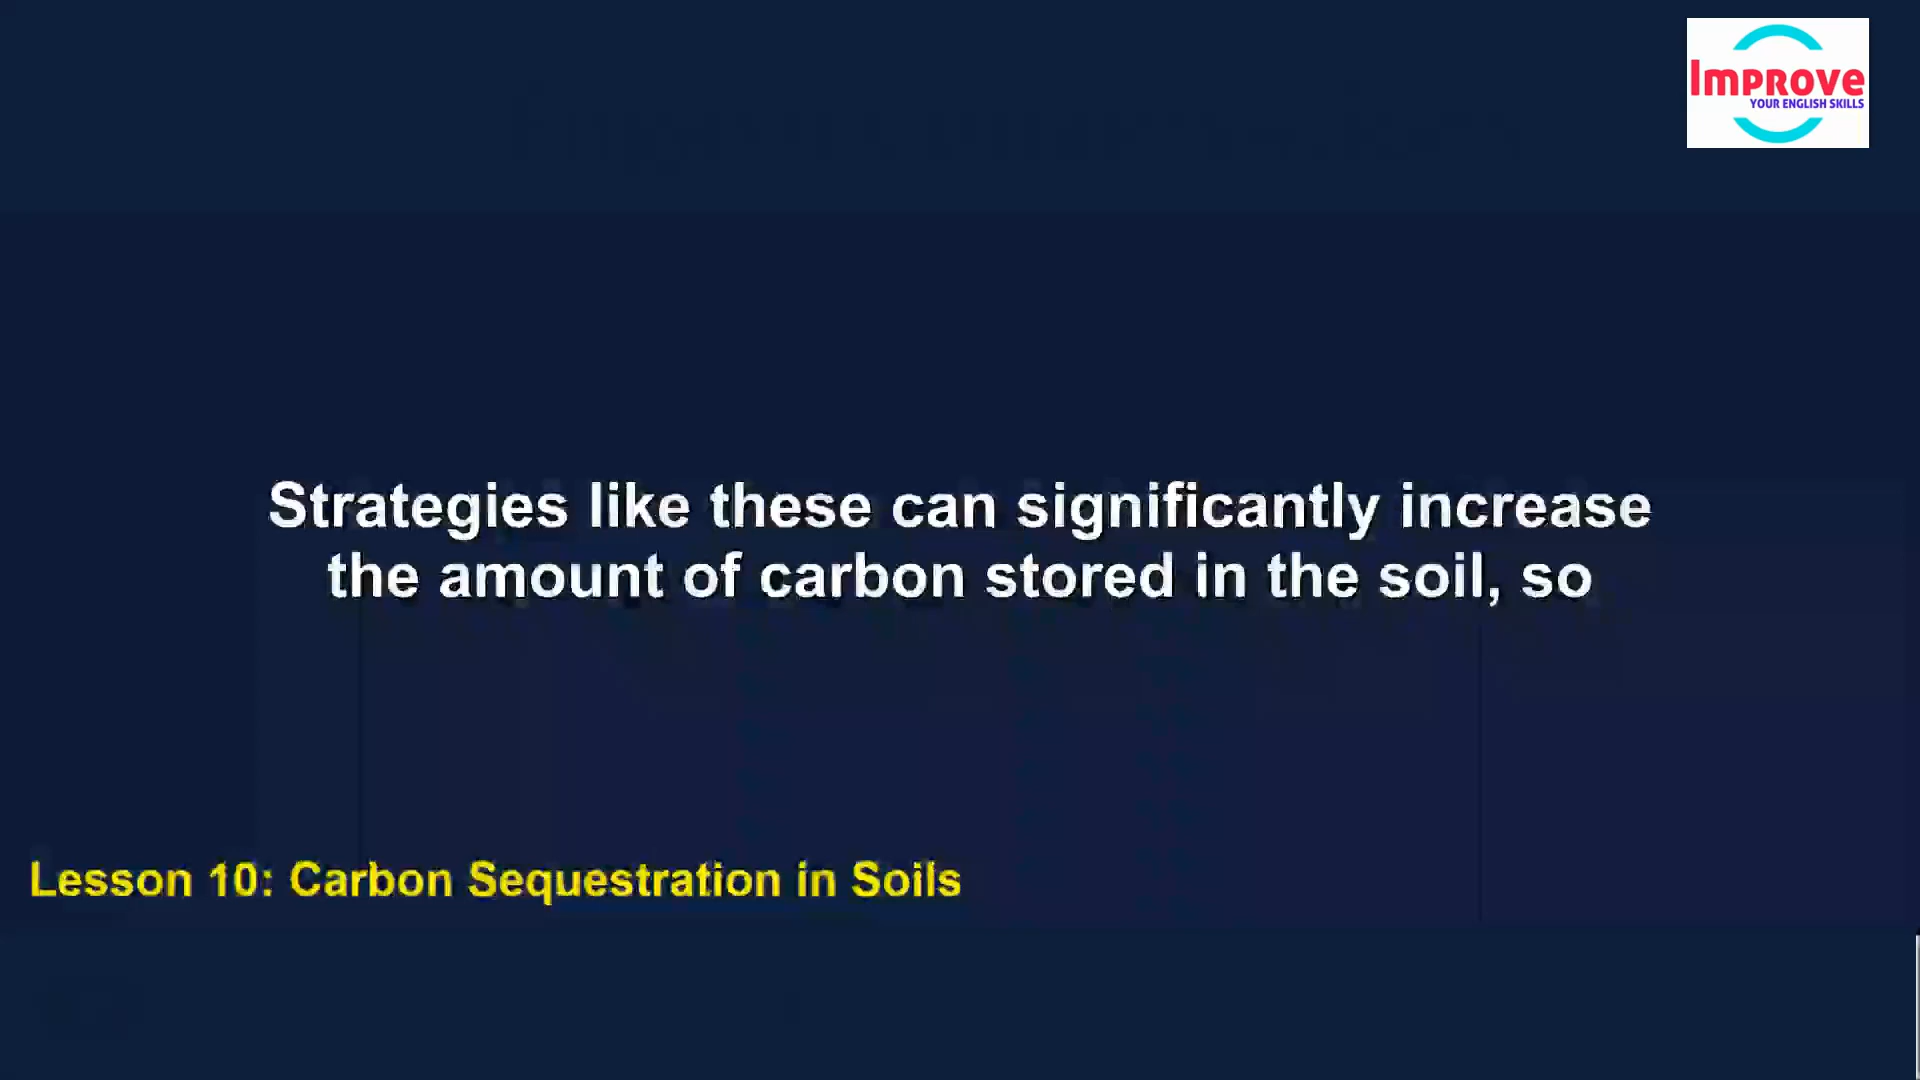 Improve
YOUR ENGLISH SKILLS
Strategies like these can significantly increase
the amount of carbon stored in the soil, so
Lesson 10: Carbon Sequestration in Soils